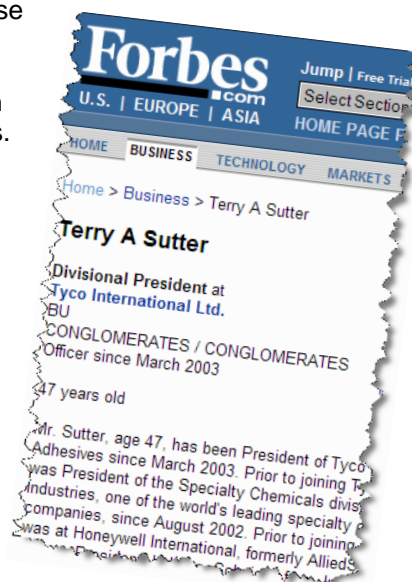 se
s.
Forbes
.com
U.S. | EUROPE | ASIA
Jump | Free Trial
Select Section
HOME PAGE F
HOME BUSINESS TECHNOLOGY MARKETS
Home > Business > Terry A Sutter
Terry A Sutter
Divisional President at
Tyco International Ltd.
BU
CONGLOMERATES / CONGLOMERATES
Officer since March 2003
47 years old
Mr. Sutter, age 47, has been President of Tyco
Adhesives since March 2003. Prior to joining Ty
was President of the Specialty Chemicals divis
Industries, one of the world's leading specialty c
companies, since August 2002. Prior to joining
was at Honeywell International, formerly Allied